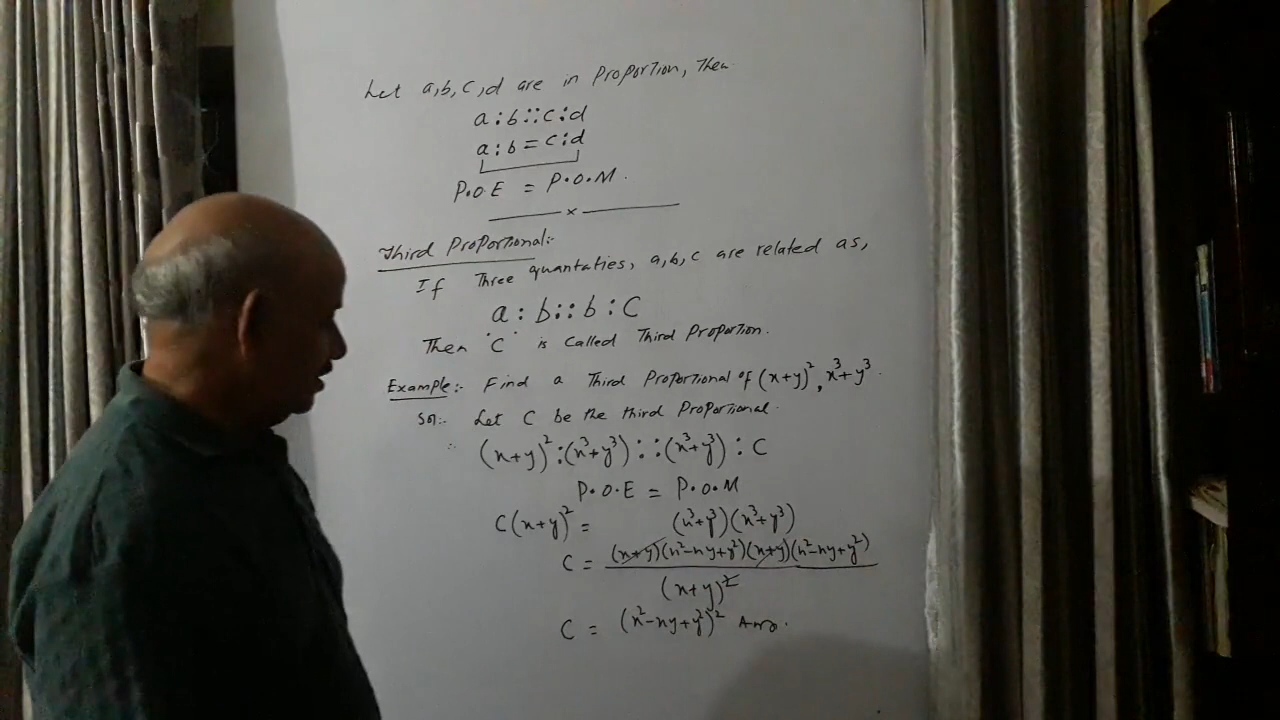 Let a,b,c,d are in Proportion, Then
a:b::c:d
a:b = c:d
P.O.E = P.O.M.
x
Third Proportional:-
If Three quantaties, a,b,c are related as,
a : b :: b : C
Then 'C' is Called Third Proportion.
Example:- Find a Third Proportional of (x+y)², x³+y³.
Sol:- Let C be the third Proportional.
∴ (x+y)² : (x³+y³) :: (x³+y³) : C
P.O.E = P.O.M
C(x+y)² = (x³+y³)(x³+y³)
C = (x+y)(x²-xy+y²)(x+y)(x²-xy+y²)
(x+y)²
C = (x²-xy+y²)² Ans.